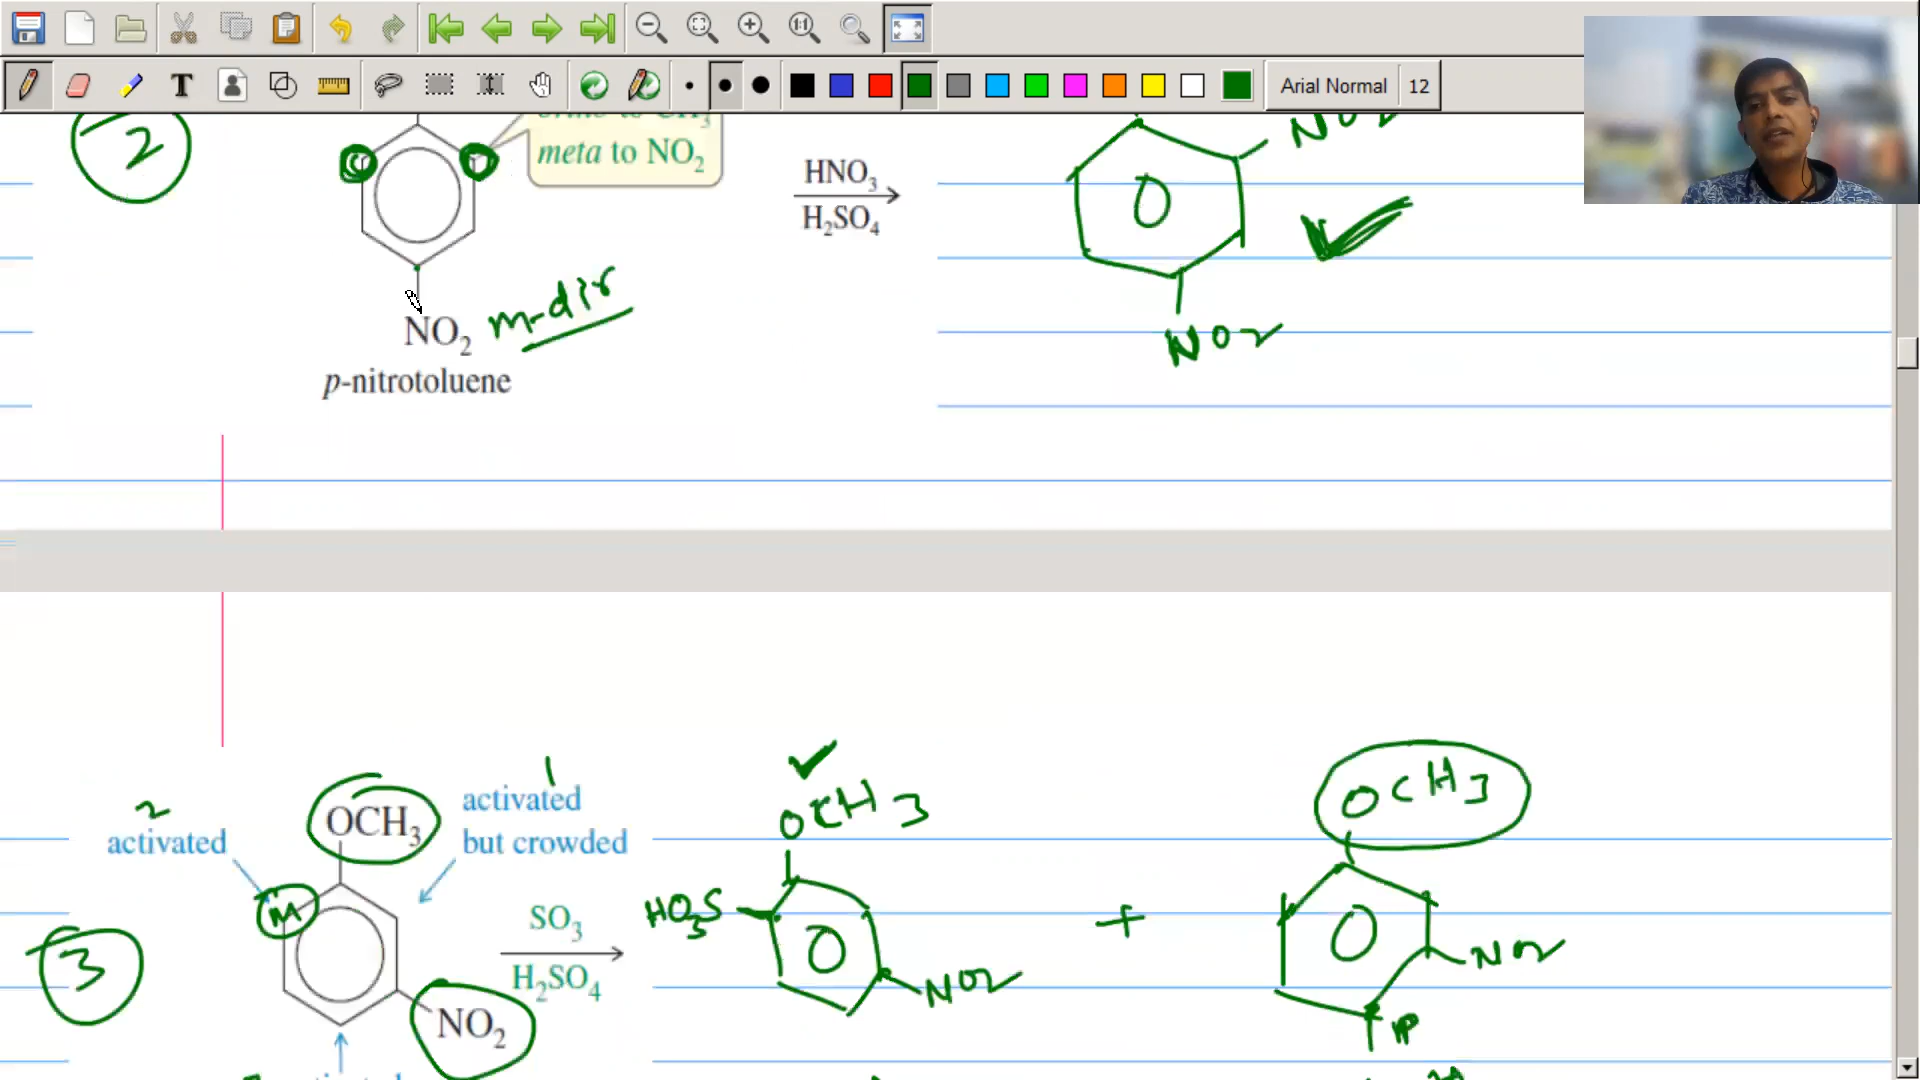 T
Arial Normal 12
2
meta to NO2
HNO3
H2SO4
NO2
NO2 m-dir
NO2
p-nitrotoluene
2
activated
OCH3
1
activated
but crowded
OCH3
OCH3
M
3
SO3
H2SO4
HO3S
+
NO2
NO2
NO2